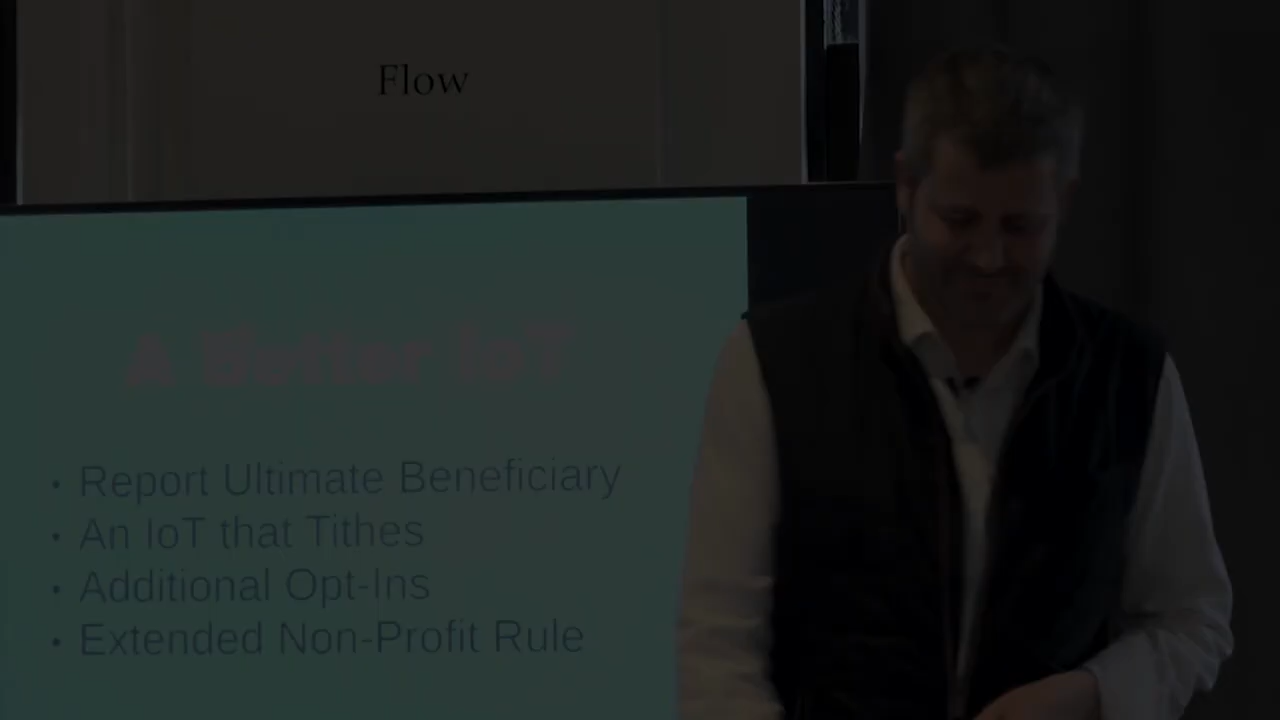 Flow
A Better IoT
• Report Ultimate Beneficiary
• An IoT that Tithes
• Additional Opt-Ins
• Extended Non-Profit Rule